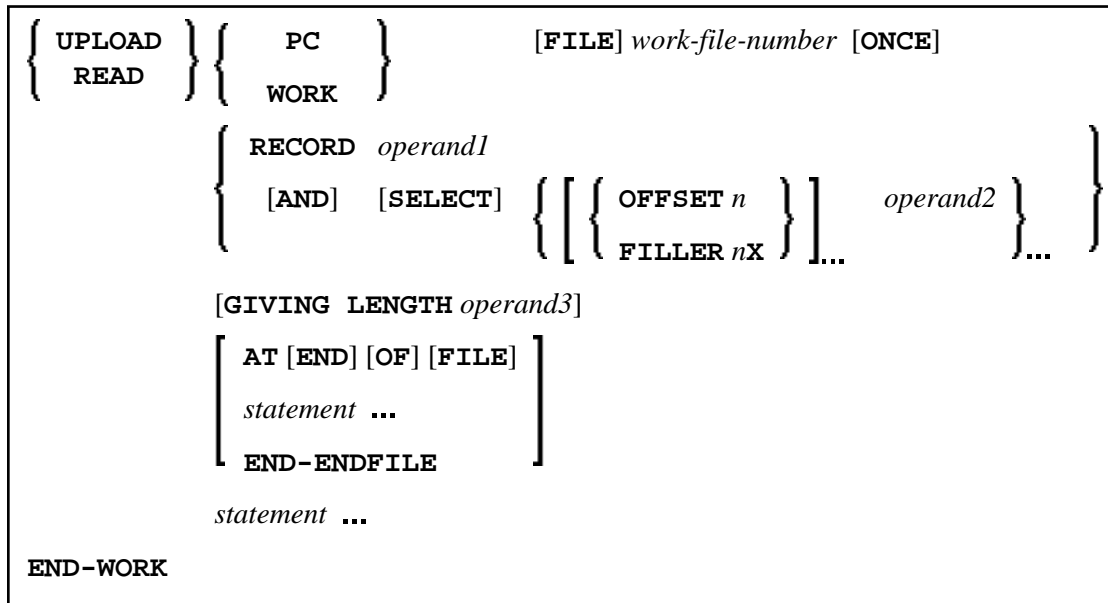 UPLOAD PC [FILE] work-file-number [ONCE]
READ WORK
RECORD operand1
[AND] [SELECT] OFFSET n operand2
FILLER nX ... ...
[GIVING LENGTH operand3]
AT [END] [OF] [FILE]
statement ...
END-ENDFILE
statement ...
END-WORK